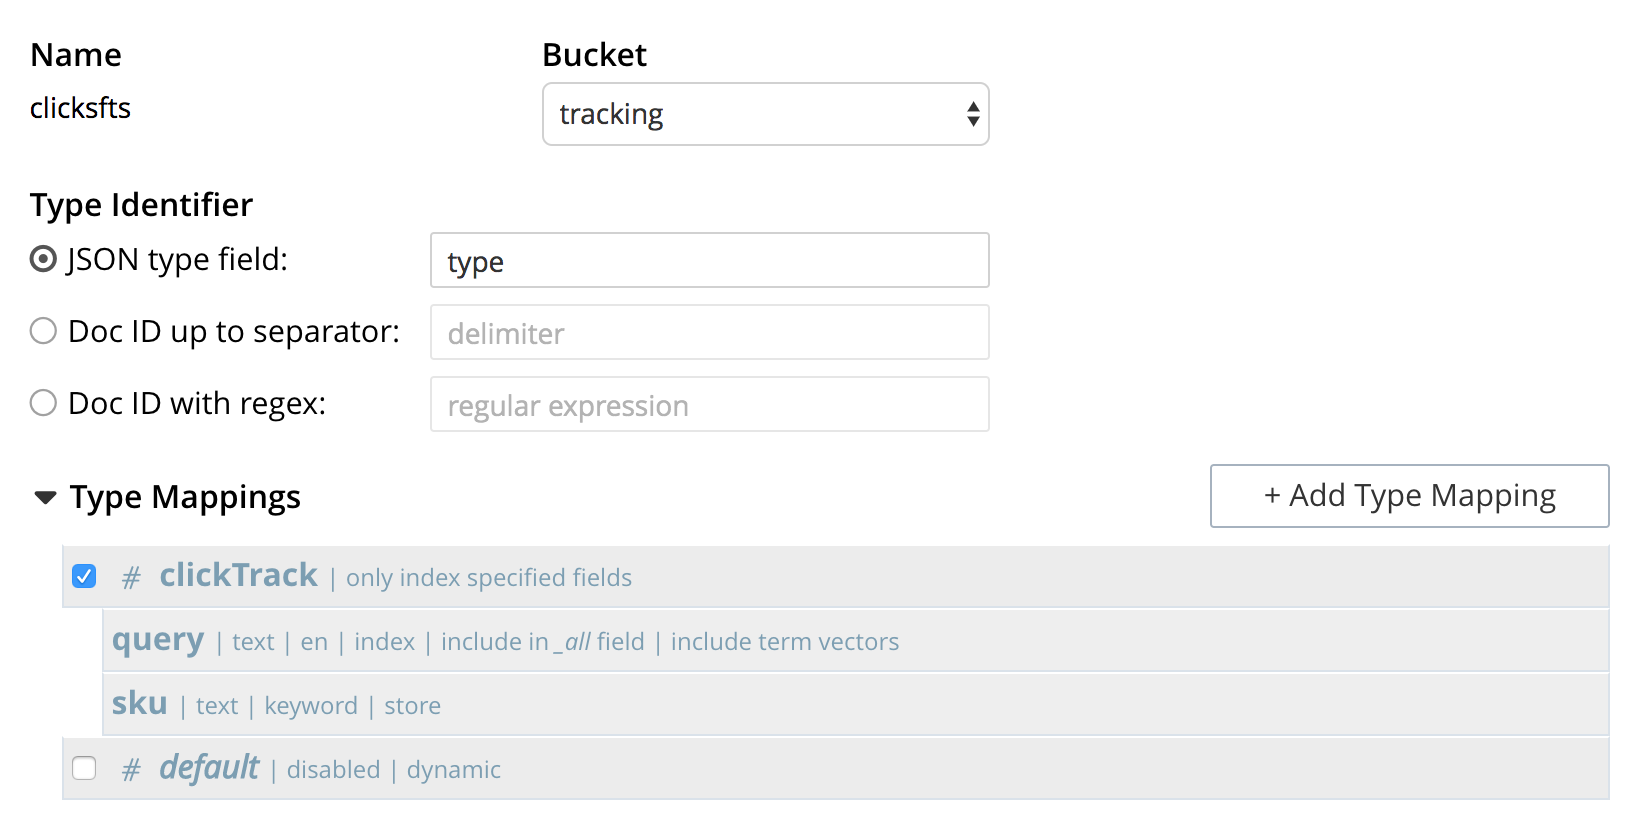 Name
Bucket
clicksfts
tracking
Type Identifier
JSON type field:
type
Doc ID up to separator:
delimiter
Doc ID with regex:
regular expression
Type Mappings
+ Add Type Mapping
# clickTrack | only index specified fields
query | text | en | index | include in _all field | include term vectors
sku | text | keyword | store
# default | disabled | dynamic